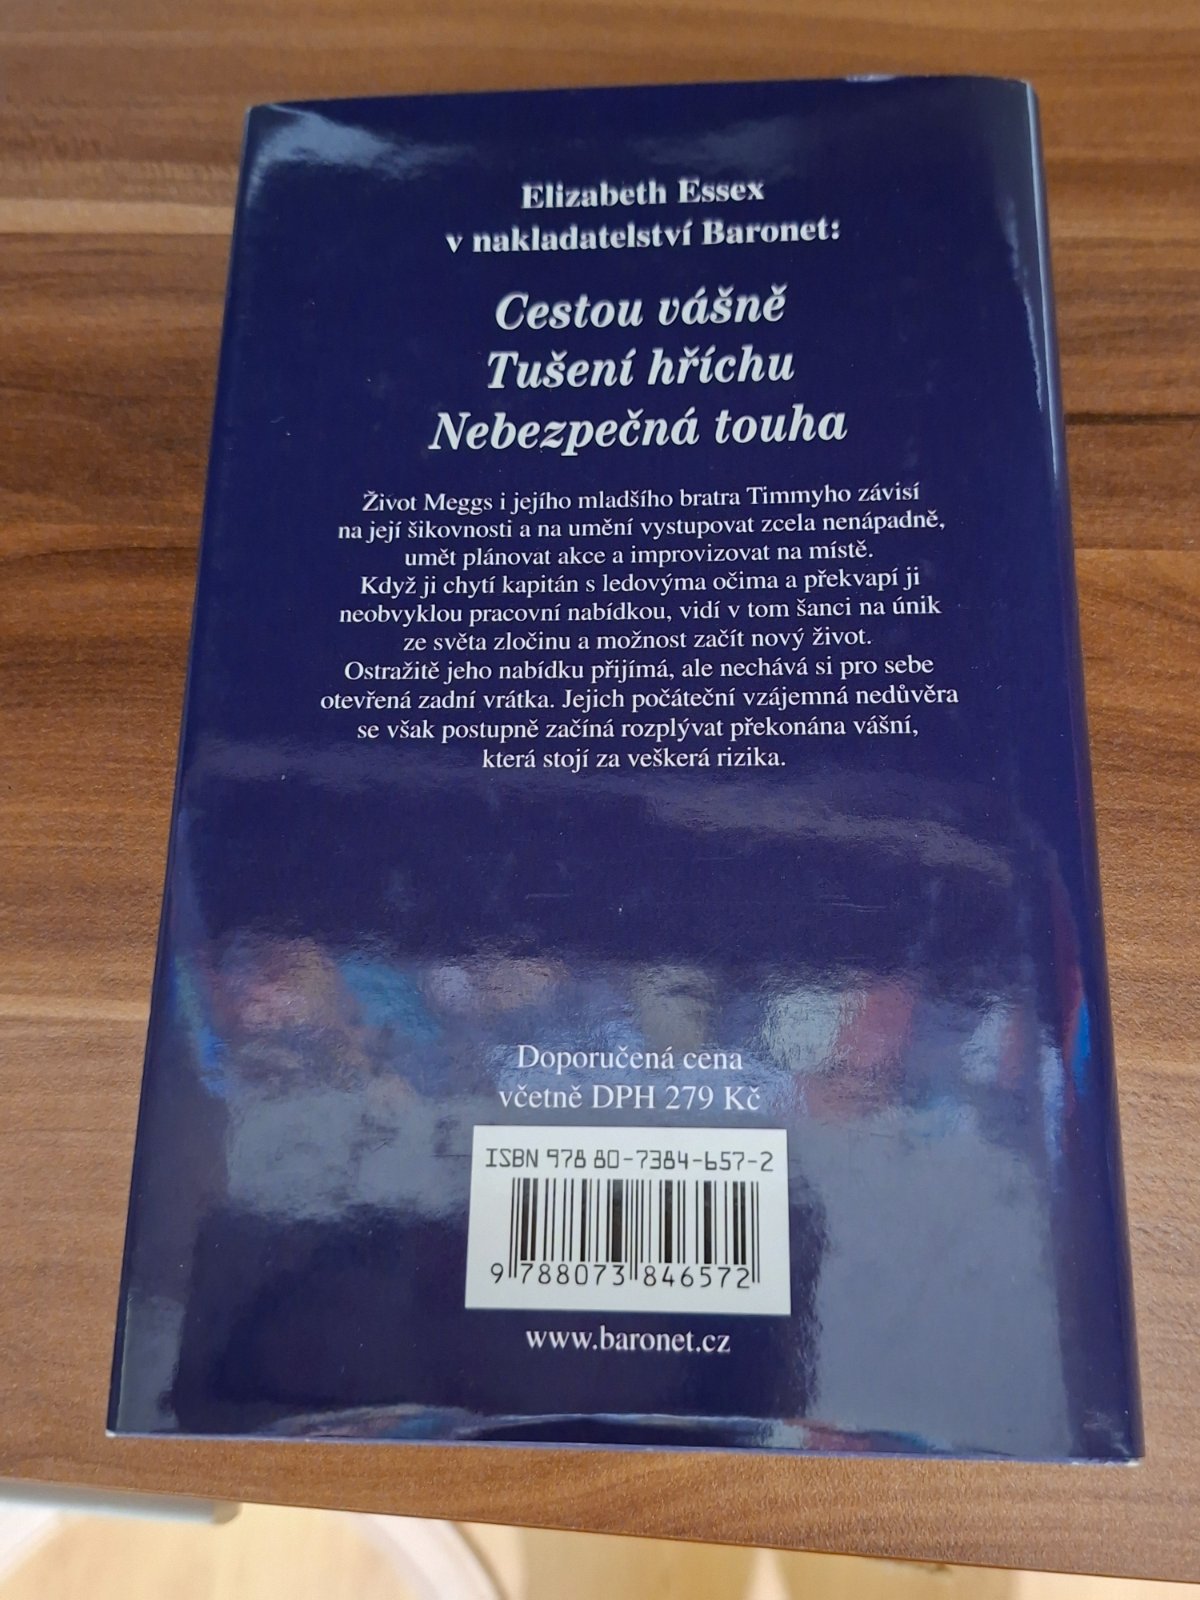 Elizabeth Essex
v nakladatelství Baronet:
Cestou vášně
Tušení hříchu
Nebezpečná touha
Život Meggs i jejího mladšího bratra Timmyho závisí
na její šikovnosti a na umění vystupovat zcela nenápadně,
umět plánovat akce a improvizovat na místě.
Když ji chytí kapitán s ledovýma očima a překvapí ji
neobvyklou pracovní nabídkou, vidí v tom šanci na únik
ze světa zločinu a možnost začít nový život.
Ostražitě jeho nabídku přijímá, ale nechává si pro sebe
otevřená zadní vrátka. Jejich počáteční vzájemná nedůvěra
se však postupně začíná rozplývat překonána vášní,
která stojí za veškerá rizika.
Doporučená cena
včetně DPH 279 Kč
ISBN 978 80-7384-657-2
9 788073 846572
www.baronet.cz